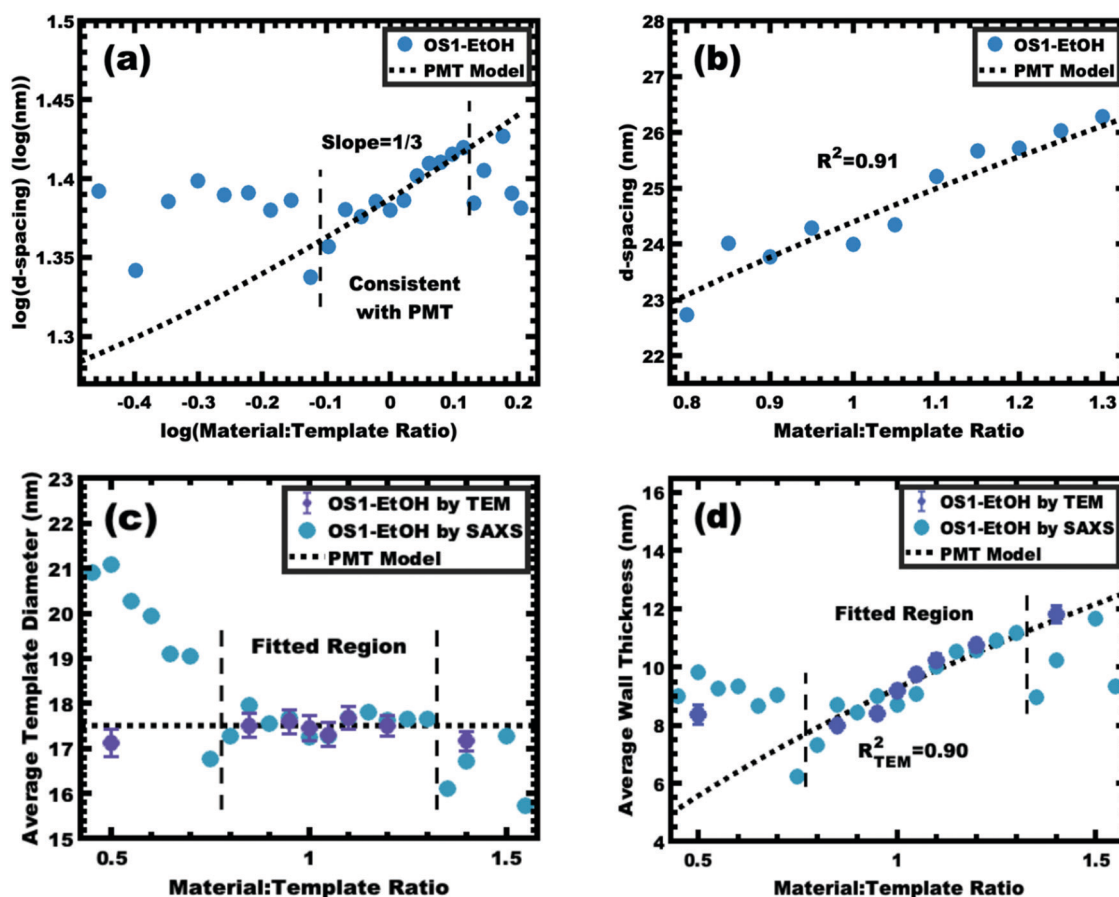 (a)
OS1-EtOH
PMT Model
Slope=1/3
Consistent
with PMT
1.5
1.45
1.4
1.35
1.3
log(d-spacing) (log(nm))
-0.4
-0.3
-0.2
-0.1
0
0.1
0.2
log(Material:Template Ratio)
(b)
OS1-EtOH
PMT Model
R²=0.91
28
27
26
25
24
23
22
d-spacing (nm)
0.8
0.9
1
1.1
1.2
1.3
Material:Template Ratio
(c)
OS1-EtOH by TEM
OS1-EtOH by SAXS
PMT Model
Fitted Region
23
22
21
20
19
18
17
16
15
Average Template Diameter (nm)
0.5
1
1.5
Material:Template Ratio
(d)
OS1-EtOH by TEM
OS1-EtOH by SAXS
PMT Model
Fitted Region
R²TEM=0.90
16
14
12
10
8
6
4
Average Wall Thickness (nm)
0.5
1
1.5
Material:Template Ratio